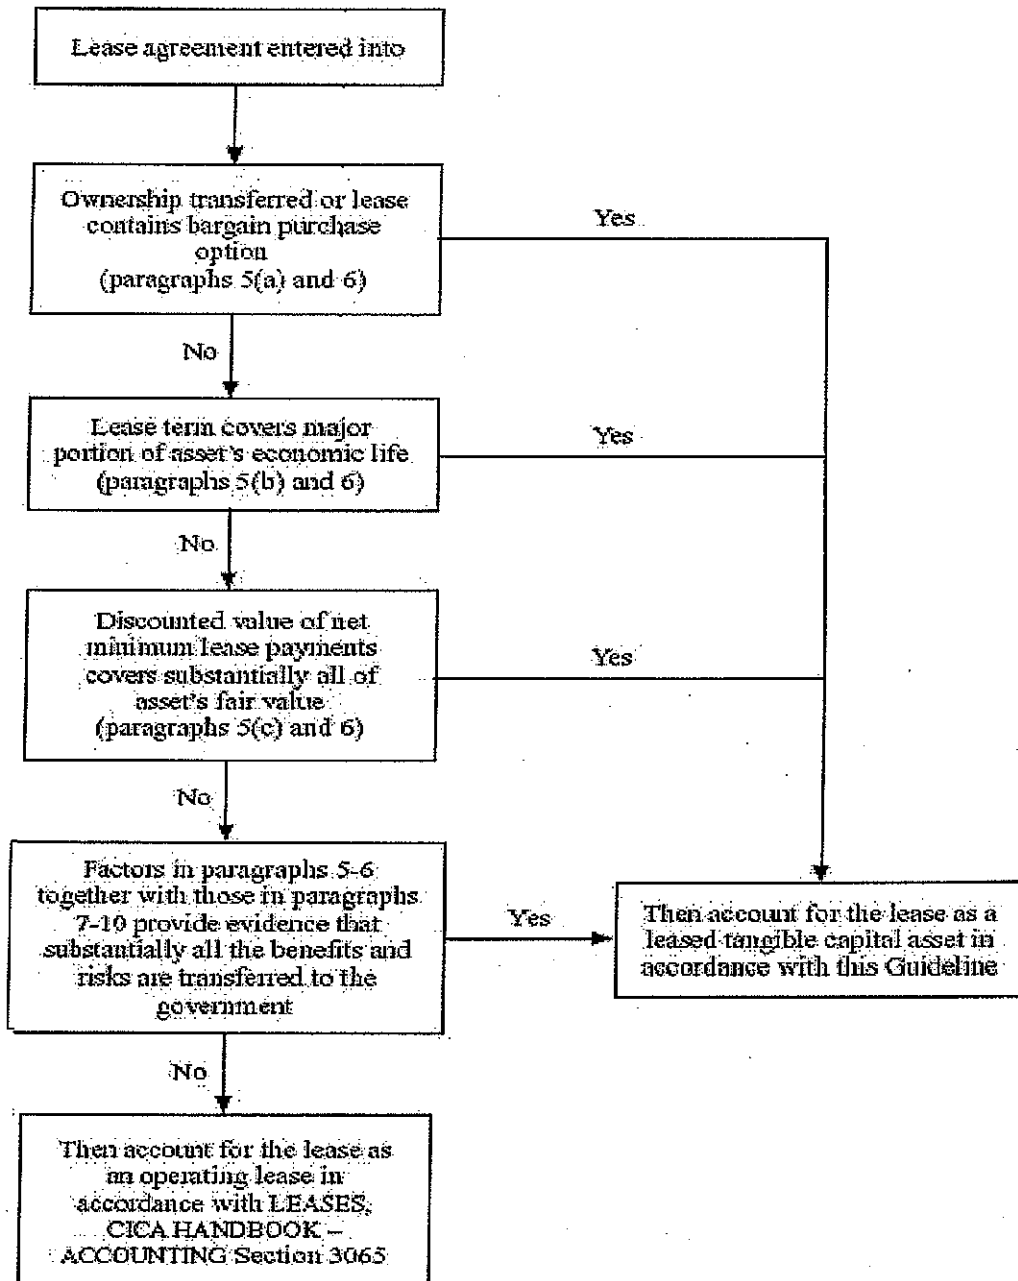 Lease agreement entered into
Ownership transferred or lease
contains bargain purchase
option
(paragraphs 5(a) and 6)
Yes
No
Lease term covers major
portion of asset's economic life
(paragraphs 5(b) and 6)
Yes
No
Discounted value of net
minimum lease payments
covers substantially all of
asset's fair value
(paragraphs 5(c) and 6)
Yes
No
Factors in paragraphs 5-6
together with those in paragraphs
7-10 provide evidence that
substantially all the benefits and
risks are transferred to the
government
Yes
Then account for the lease as a
leased tangible capital asset in
accordance with this Guideline
No
Then account for the lease as
an operating lease in
accordance with LEASES,
CICA HANDBOOK –
ACCOUNTING Section 3065